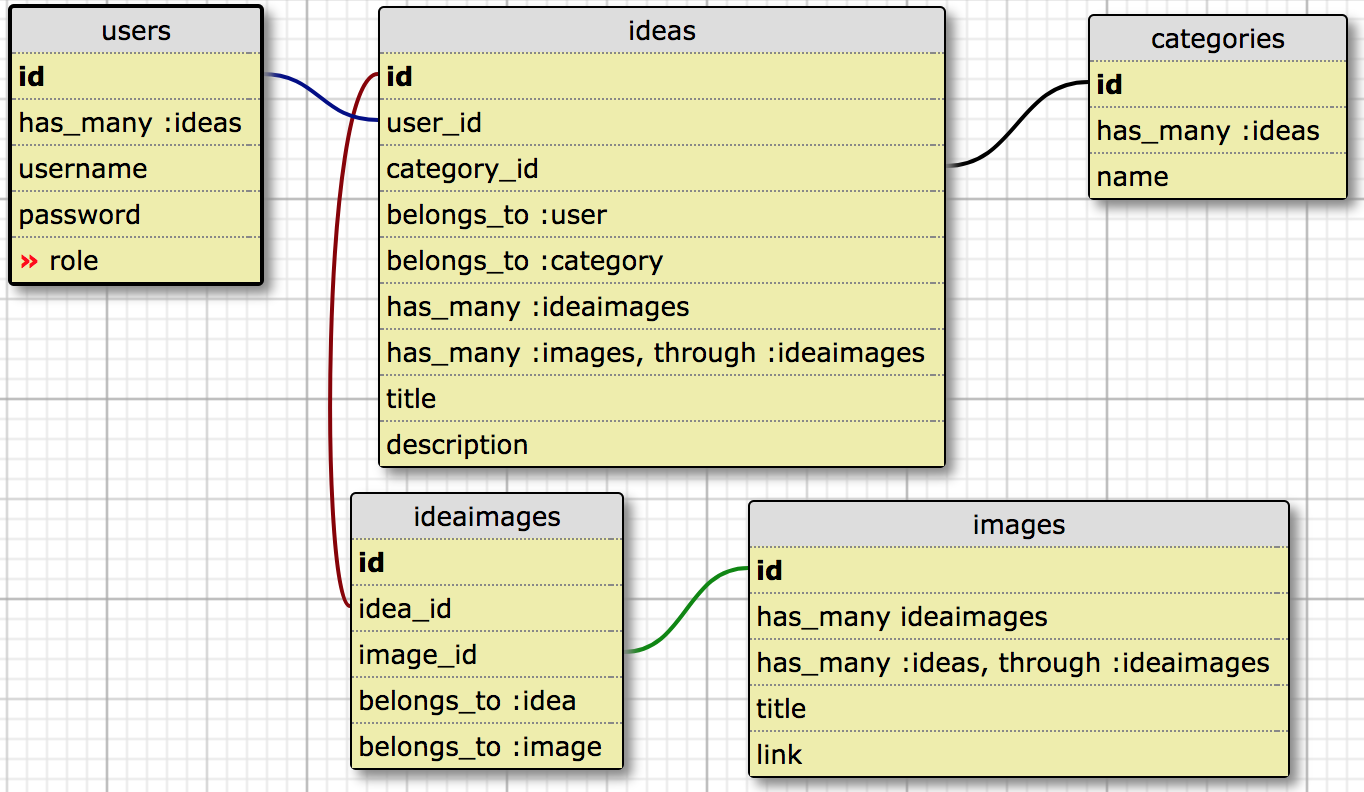 users
id
has_many :ideas
username
password
» role
ideas
id
user_id
category_id
belongs_to :user
belongs_to :category
has_many :ideaimages
has_many :images, through :ideaimages
title
description
categories
id
has_many :ideas
name
ideaimages
id
idea_id
image_id
belongs_to :idea
belongs_to :image
images
id
has_many ideaimages
has_many :ideas, through :ideaimages
title
link